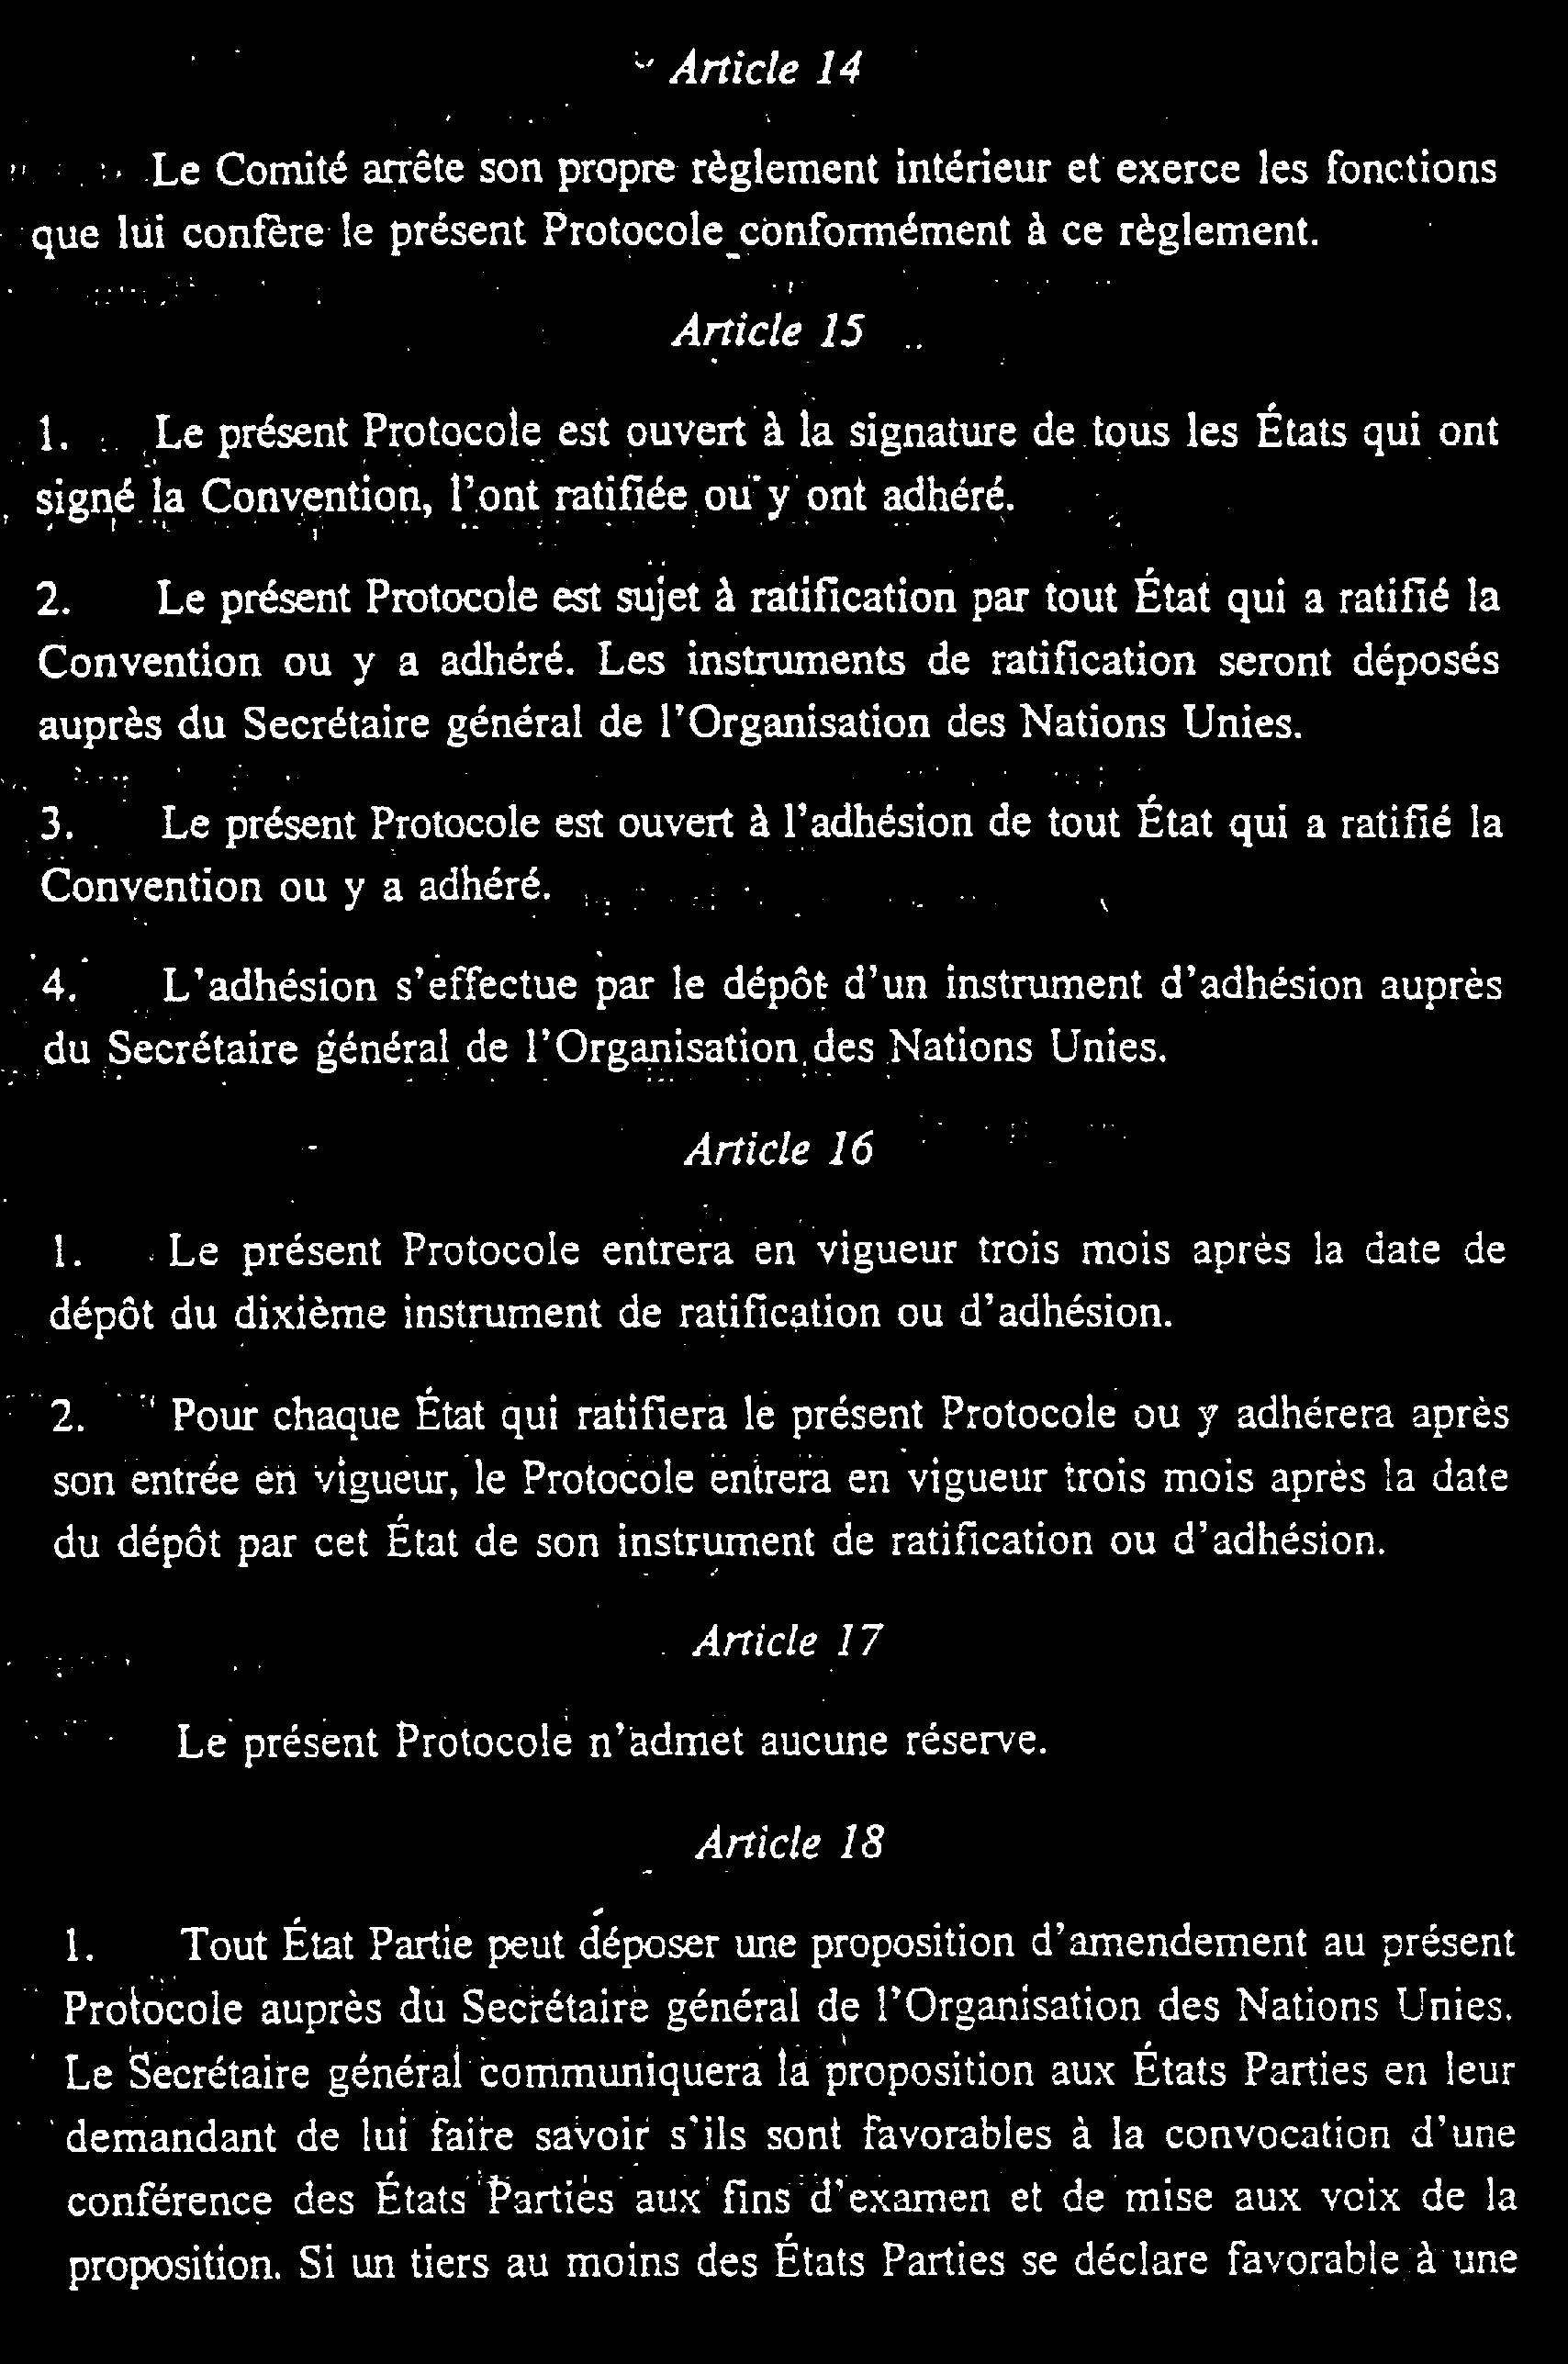 Article 14
Le Comité arrête son propre règlement intérieur et exerce les fonctions
que lui confère le présent Protocole conformément à ce règlement.
Article 15
1. Le présent Protocole est ouvert à la signature de tous les États qui ont
signé la Convention, l'ont ratifiée ou y ont adhéré.
2. Le présent Protocole est sujet à ratification par tout État qui a ratifié la
Convention ou y a adhéré. Les instruments de ratification seront déposés
auprès du Secrétaire général de l'Organisation des Nations Unies.
3. Le présent Protocole est ouvert à l'adhésion de tout État qui a ratifié la
Convention ou y a adhéré.
4. L'adhésion s'effectue par le dépôt d'un instrument d'adhésion auprès
du Secrétaire général de l'Organisation des Nations Unies.
Article 16
1. Le présent Protocole entrera en vigueur trois mois après la date de
dépôt du dixième instrument de ratification ou d'adhésion.
2. Pour chaque État qui ratifiera le présent Protocole ou y adhérera après
son entrée en vigueur, le Protocole entrera en vigueur trois mois après la date
du dépôt par cet État de son instrument de ratification ou d'adhésion.
Article 17
Le présent Protocole n'admet aucune réserve.
Article 18
1. Tout État Partie peut déposer une proposition d'amendement au présent
Protocole auprès du Secrétaire général de l'Organisation des Nations Unies.
Le Secrétaire général communiquera la proposition aux États Parties en leur
demandant de lui faire savoir s'ils sont favorables à la convocation d'une
conférence des États Parties aux fins d'examen et de mise aux voix de la
proposition. Si un tiers au moins des États Parties se déclare favorable à une